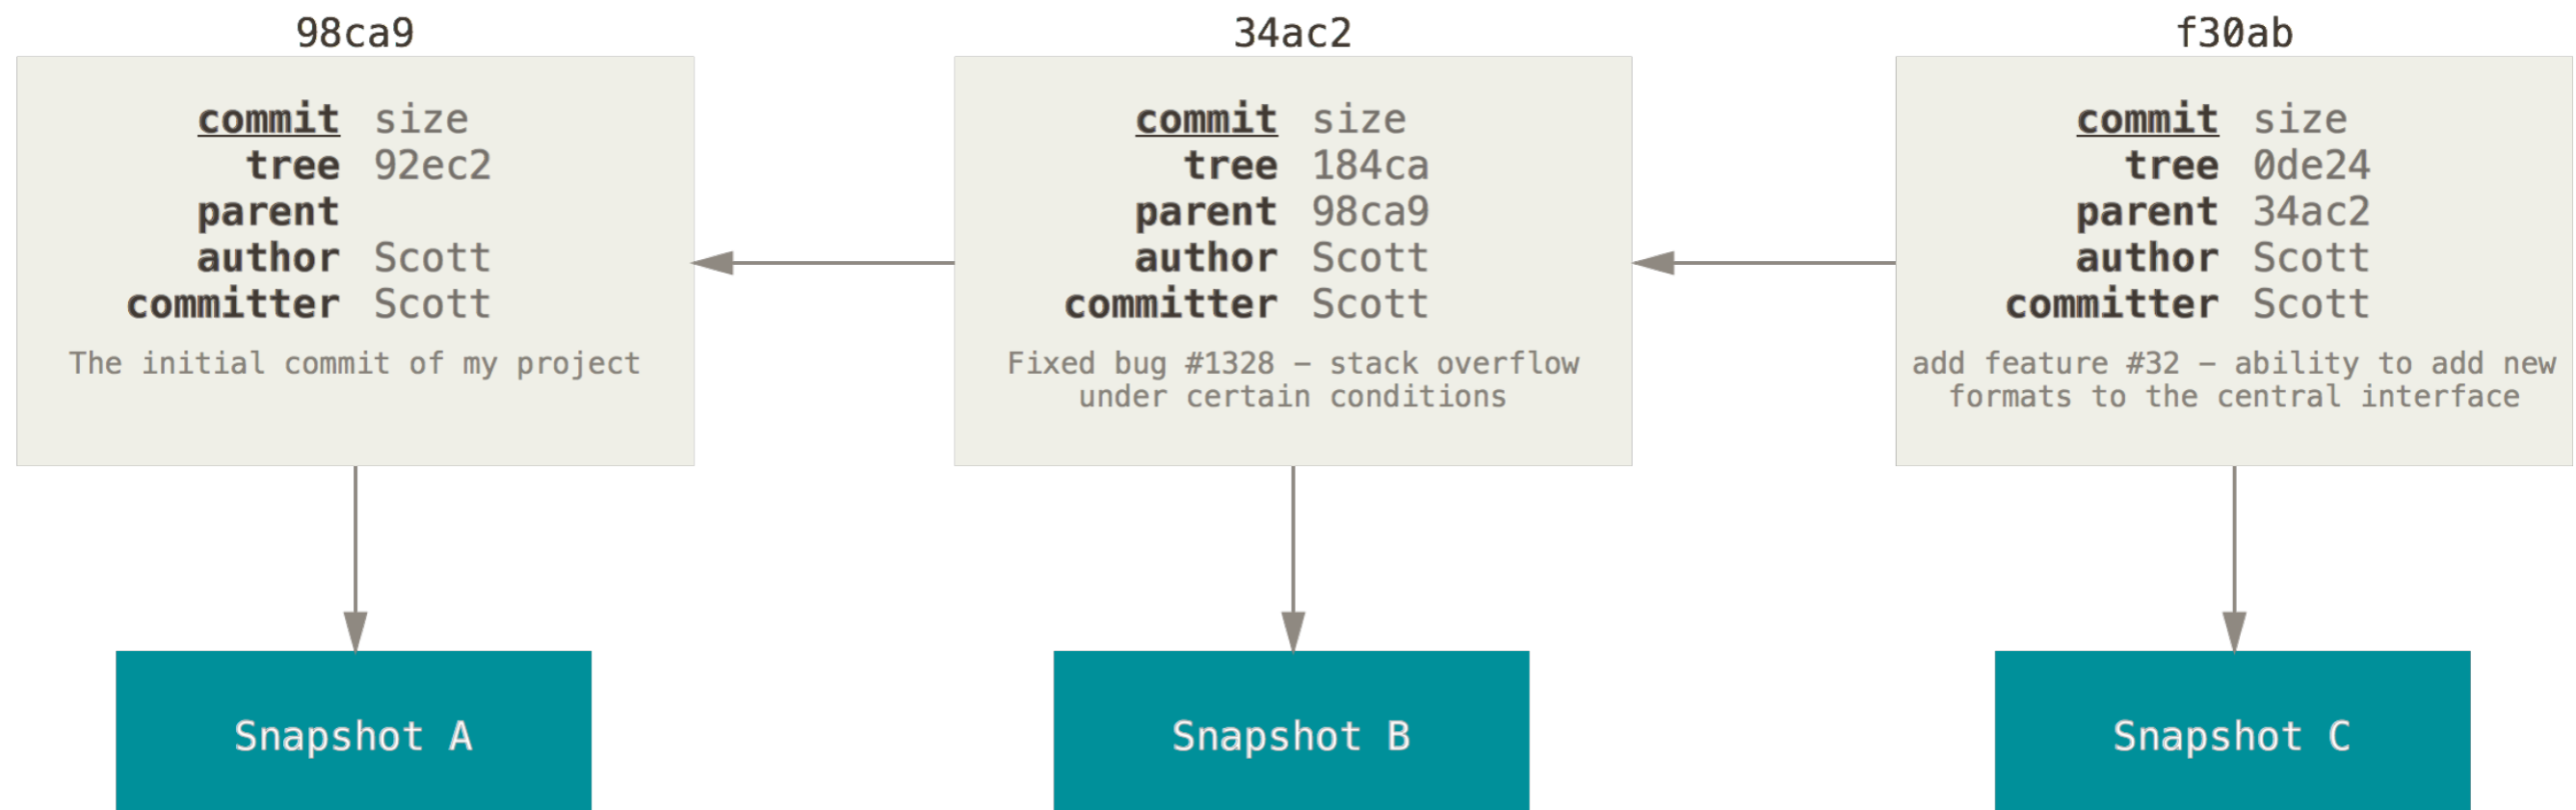 98ca9
commit size
tree 92ec2
parent
author Scott
committer Scott
The initial commit of my project
34ac2
commit size
tree 184ca
parent 98ca9
author Scott
committer Scott
Fixed bug #1328 – stack overflow
under certain conditions
f30ab
commit size
tree 0de24
parent 34ac2
author Scott
committer Scott
add feature #32 – ability to add new
formats to the central interface
Snapshot A
Snapshot B
Snapshot C